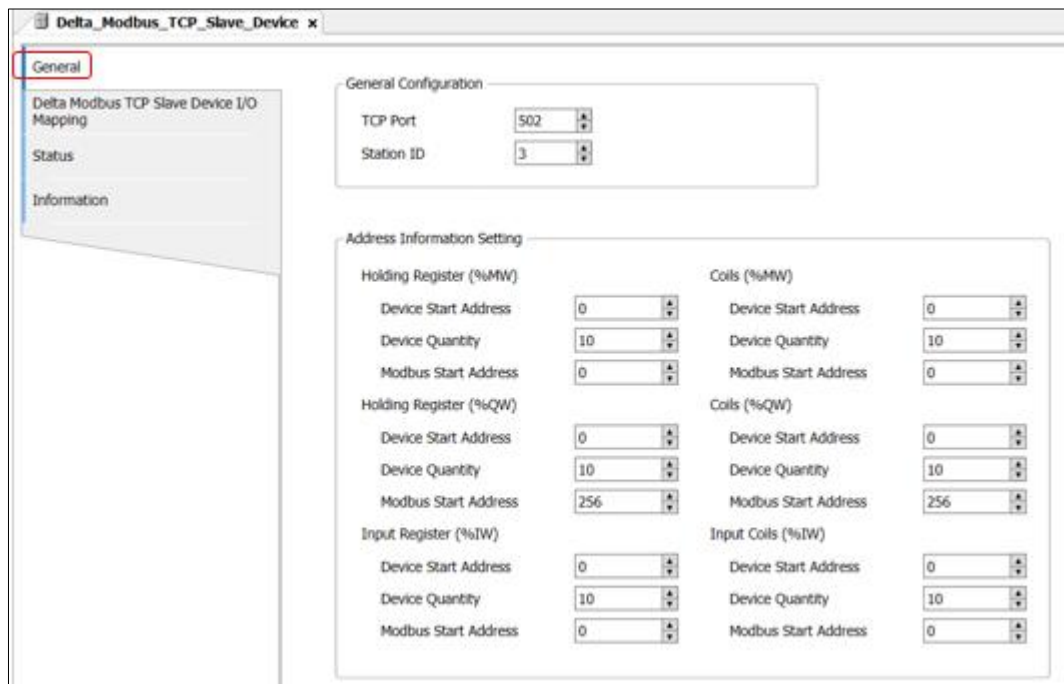 Delta_Modbus_TCP_Slave_Device x
General
Delta Modbus TCP Slave Device I/O
Mapping
Status
Information
General Configuration
TCP Port 502
Station ID 3
Address Information Setting
Holding Register (%MW) Coils (%MW)
Device Start Address 0 Device Start Address 0
Device Quantity 10 Device Quantity 10
Modbus Start Address 0 Modbus Start Address 0
Holding Register (%QW) Coils (%QW)
Device Start Address 0 Device Start Address 0
Device Quantity 10 Device Quantity 10
Modbus Start Address 256 Modbus Start Address 256
Input Register (%IW) Input Coils (%IW)
Device Start Address 0 Device Start Address 0
Device Quantity 10 Device Quantity 10
Modbus Start Address 0 Modbus Start Address 0